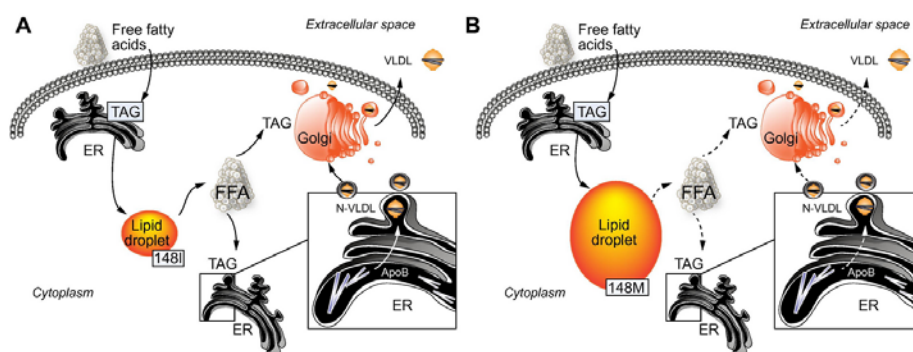 A
Free fatty
acids
Extracellular space
VLDL
TAG
ER
TAG
Golgi
FFA
N-VLDL
Lipid
droplet
148I
TAG
ApoB
Cytoplasm
ER
ER
B
Free fatty
acids
Extracellular space
VLDL
TAG
ER
TAG
Golgi
FFA
N-VLDL
Lipid
droplet
148M
TAG
ApoB
Cytoplasm
ER
ER